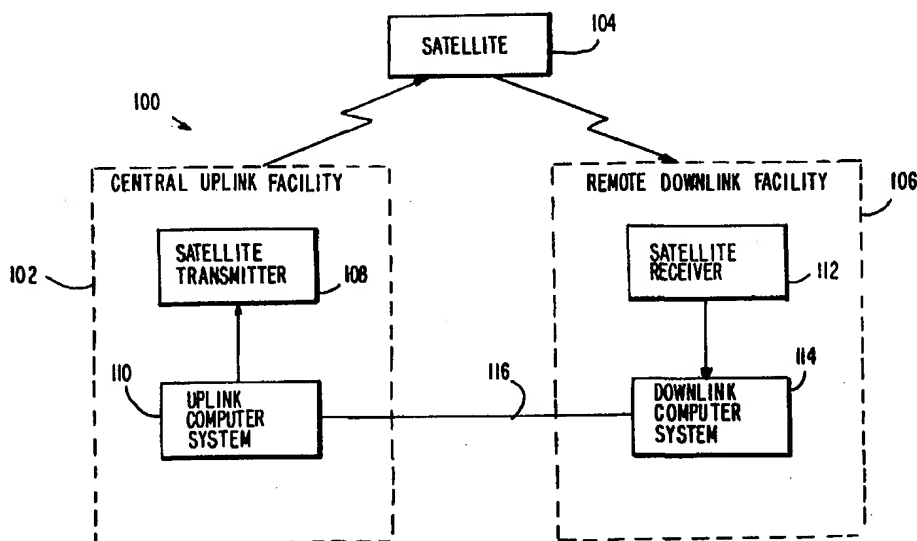 SATELLITE
104
100
CENTRAL UPLINK FACILITY
REMOTE DOWNLINK FACILITY
106
102
SATELLITE
TRANSMITTER
108
SATELLITE
RECEIVER
112
110
UPLINK
COMPUTER
SYSTEM
116
DOWNLINK
COMPUTER
SYSTEM
114